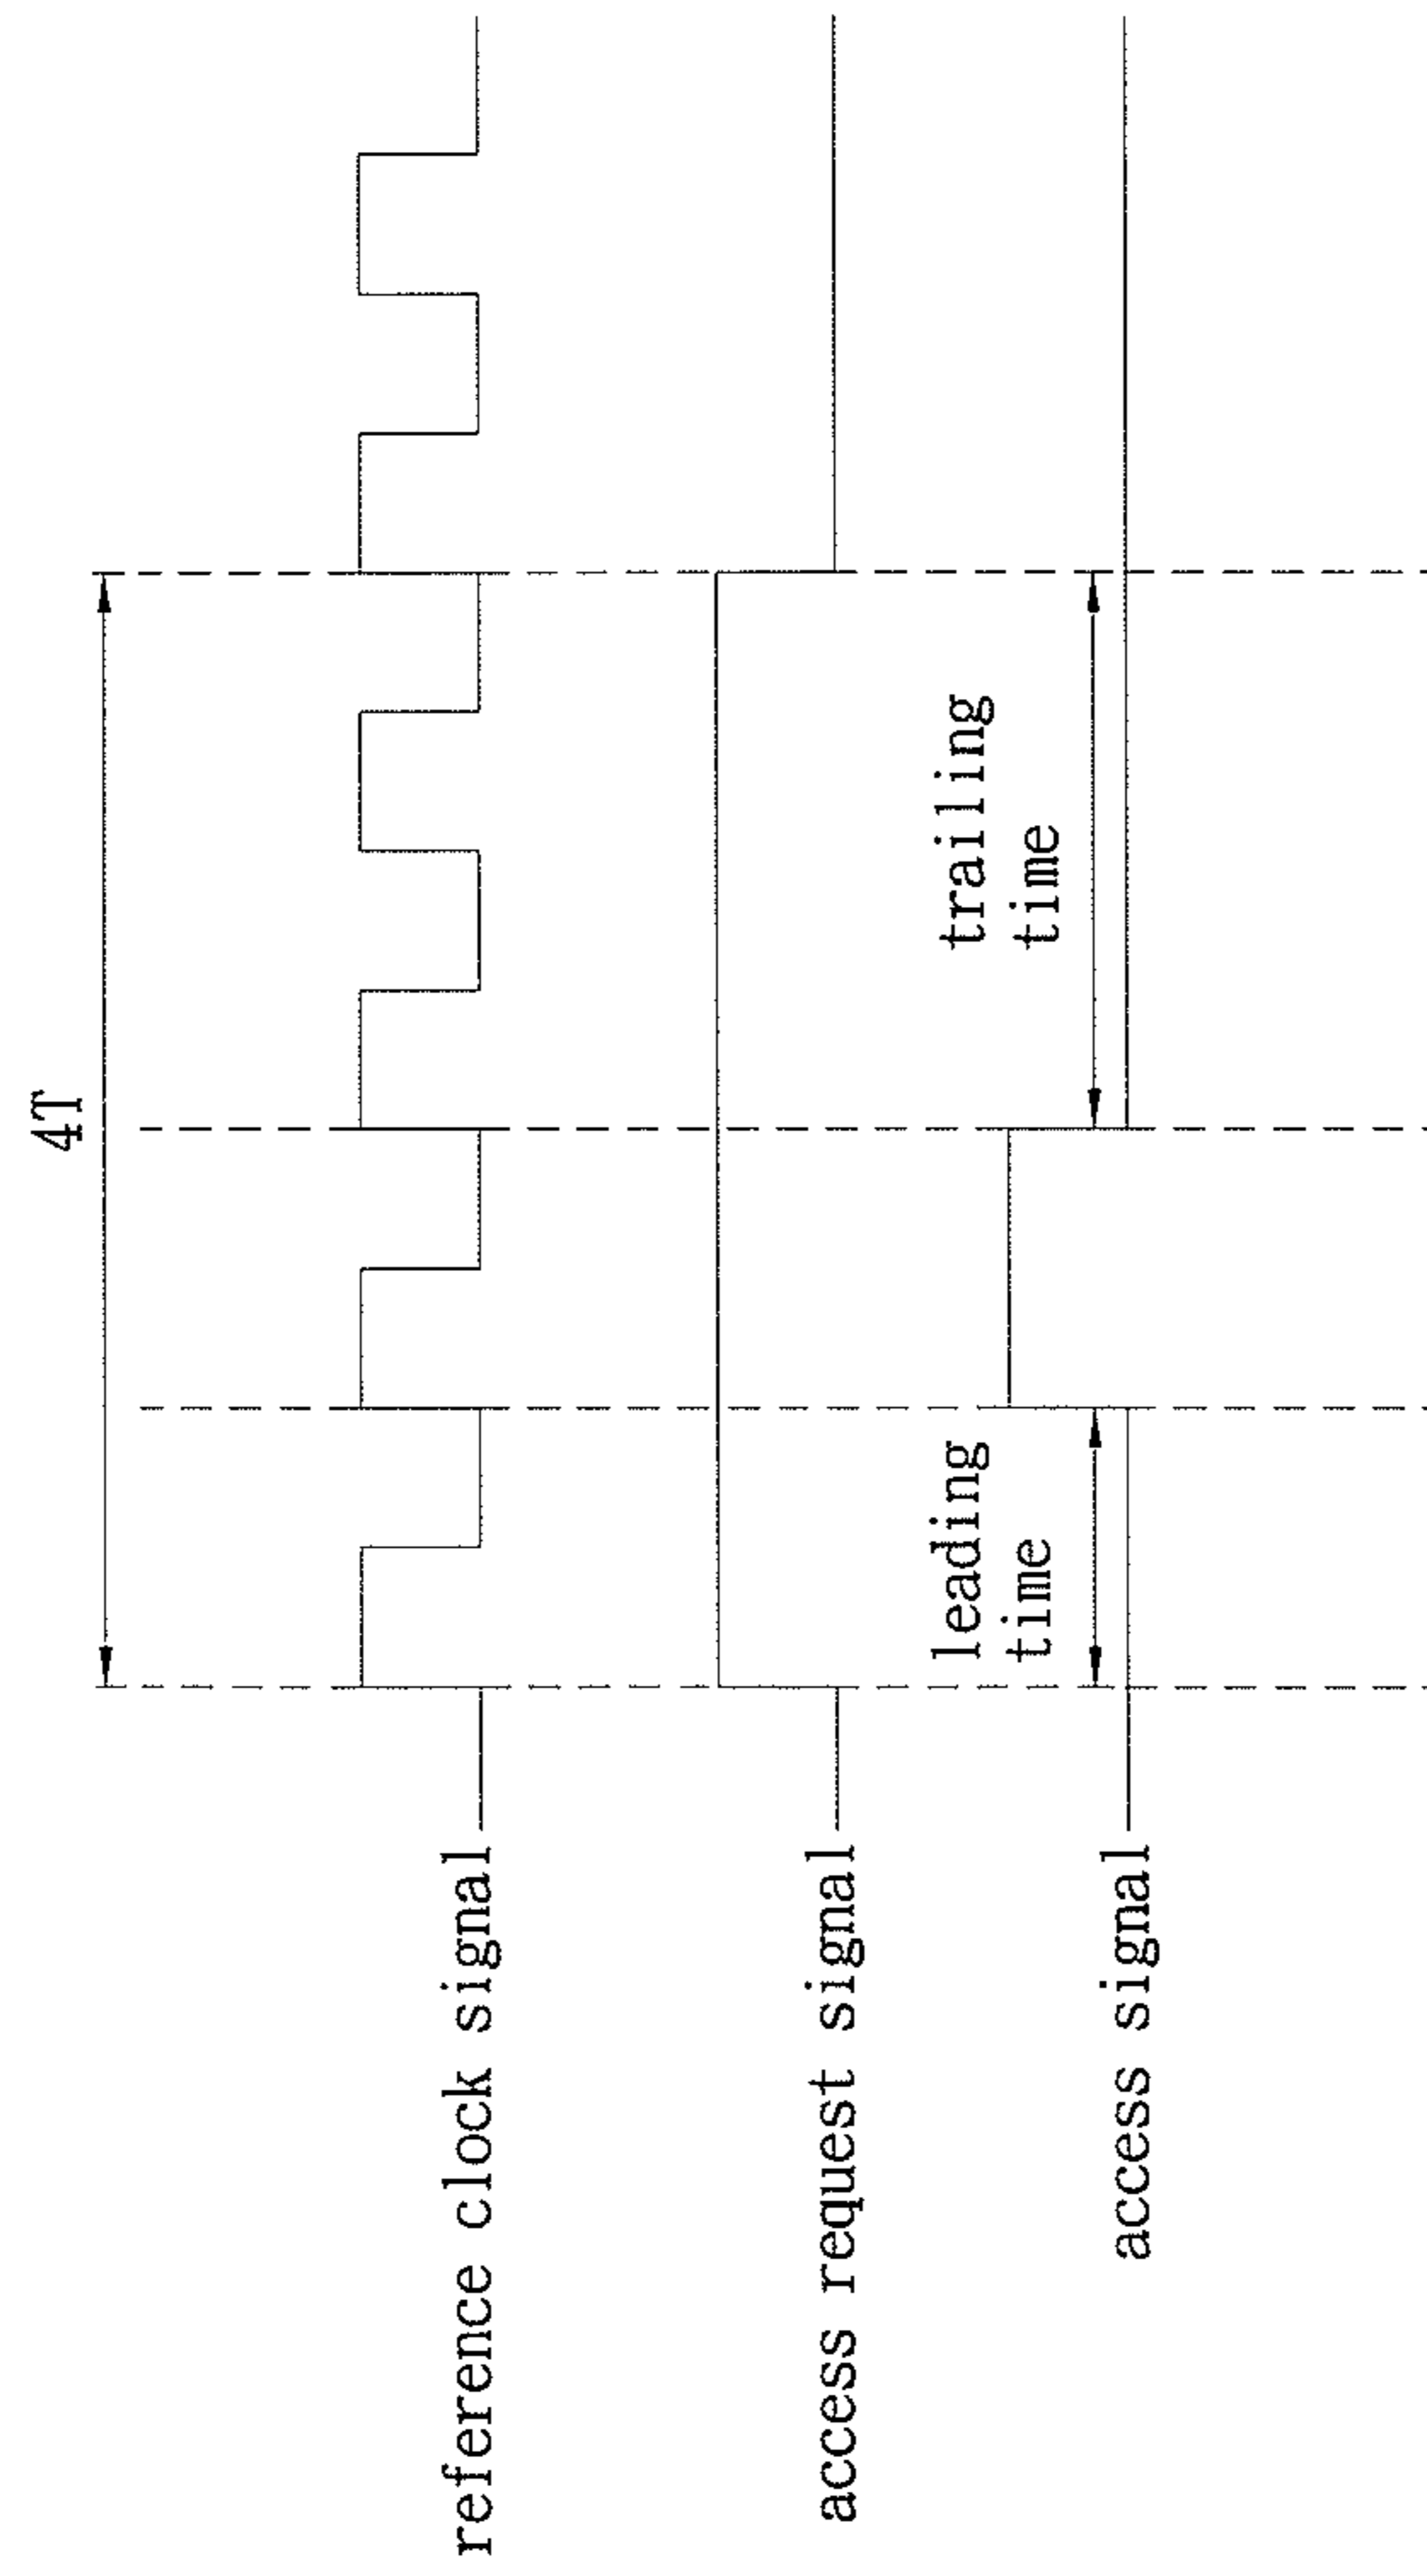 4T
reference clock signal
access request signal
leading
time
trailing
time
access signal